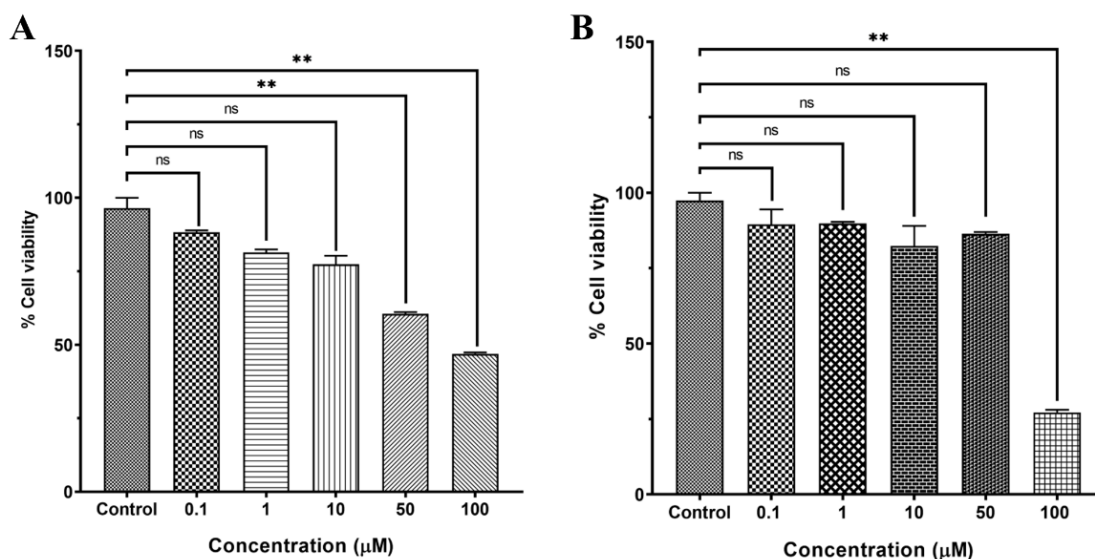 A
150
100
50
0
% Cell viability
**
**
ns
ns
ns
Control 0.1 1 10 50 100
Concentration (μM)
B
150
100
50
0
% Cell viability
**
ns
ns
ns
ns
Control 0.1 1 10 50 100
Concentration (μM)